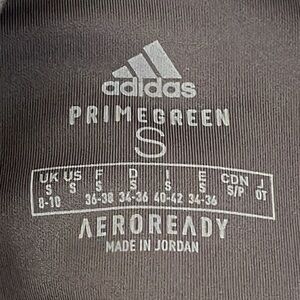 adidas
PRIMEGREEN
S
UK US F D I E CDN J
S S S S S S S/P OT
8-10 36-38 34-36 40-42 34-36
AEROREADY
MADE IN JORDAN